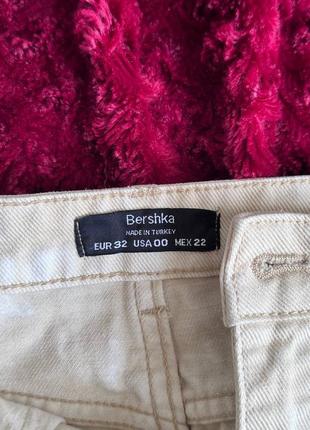 Bershka
MADE IN TURKEY
EUR 32 USA 00 MEX 22